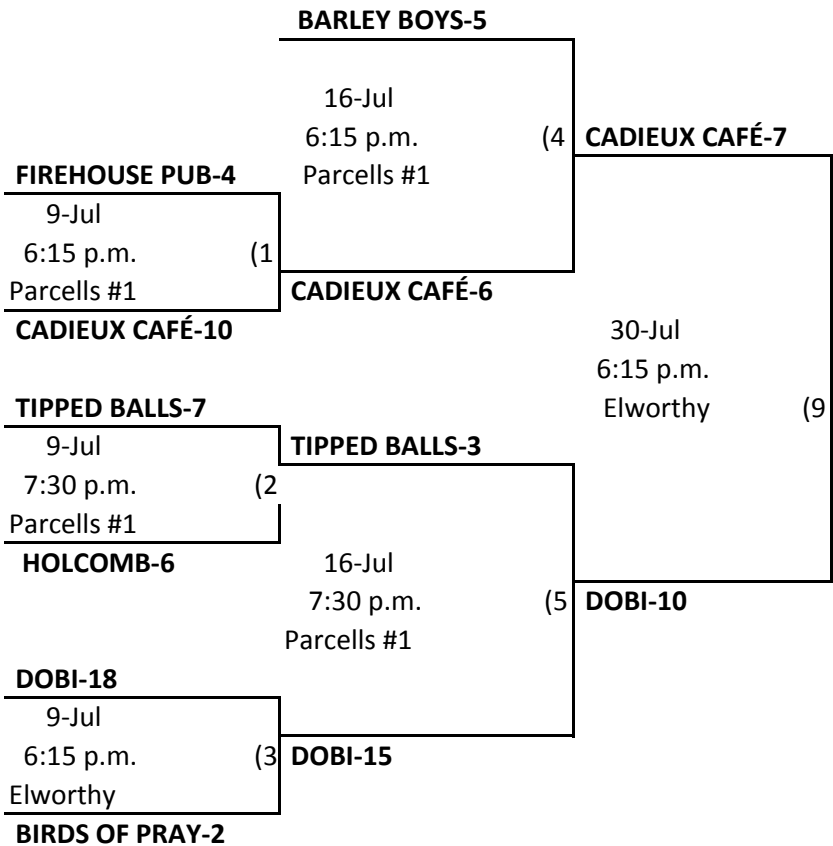 BARLEY BOYS-5
16-Jul
6:15 p.m. (4 CADIEUX CAFÉ-7
FIREHOUSE PUB-4 Parcells #1
9-Jul
6:15 p.m. (1
Parcells #1 CADIEUX CAFÉ-6
CADIEUX CAFÉ-10 30-Jul
6:15 p.m.
TIPPED BALLS-7 Elworthy (9
9-Jul TIPPED BALLS-3
7:30 p.m. (2
Parcells #1
HOLCOMB-6 16-Jul
7:30 p.m. (5 DOBI-10
Parcells #1
DOBI-18
9-Jul
6:15 p.m. (3 DOBI-15
Elworthy
BIRDS OF PRAY-2